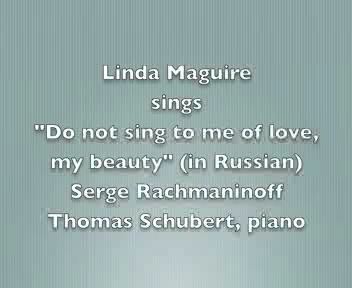 Linda Maguire
sings
"Do not sing to me of love,
my beauty" (in Russian)
Serge Rachmaninoff
Thomas Schubert, piano